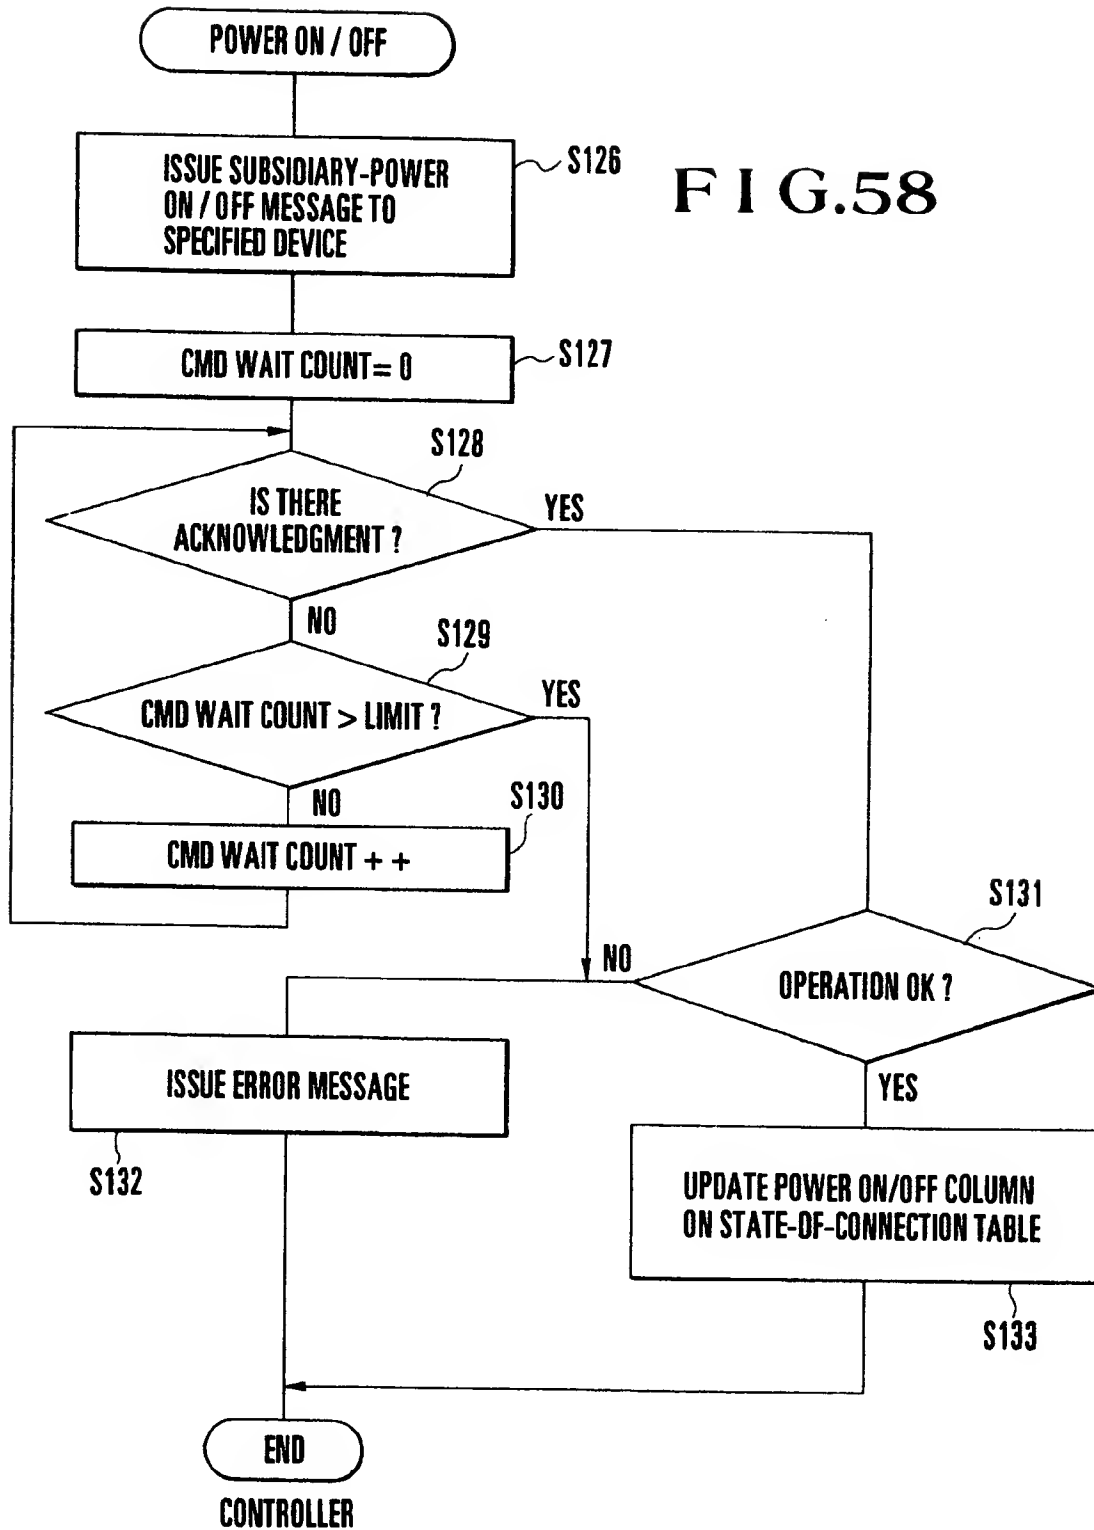 POWER ON / OFF
ISSUE SUBSIDIARY-POWER
ON / OFF MESSAGE TO
SPECIFIED DEVICE
S126
FIG.58
CMD WAIT COUNT= 0
S127
S128
IS THERE
ACKNOWLEDGMENT ?
YES
NO
S129
CMD WAIT COUNT > LIMIT ?
YES
NO
S130
CMD WAIT COUNT + +
S131
NO
OPERATION OK ?
YES
ISSUE ERROR MESSAGE
S132
UPDATE POWER ON/OFF COLUMN
ON STATE-OF-CONNECTION TABLE
S133
END
CONTROLLER